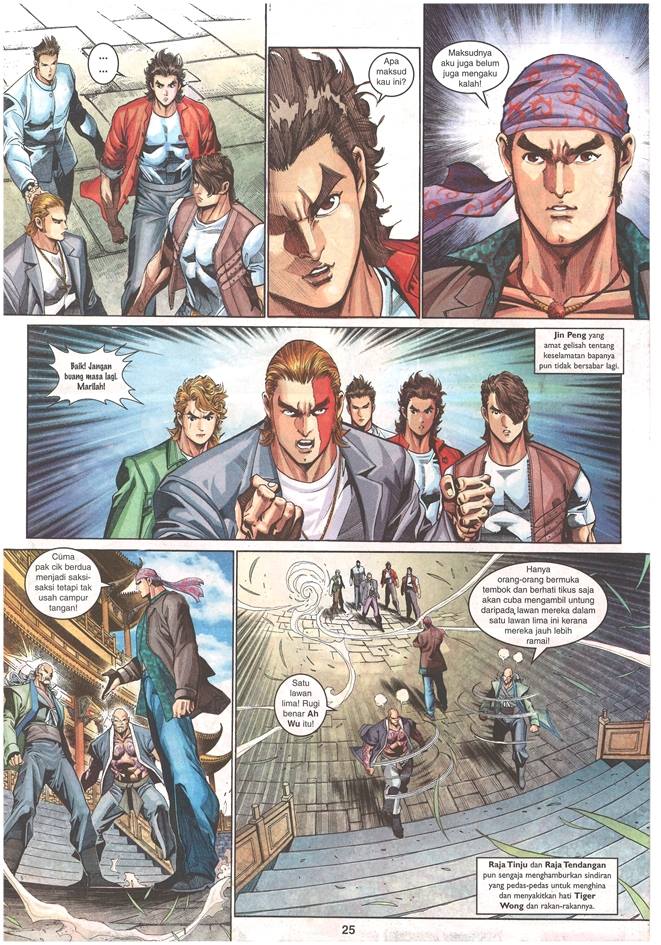 ...
...
Apa
maksud
kau ini?
Maksudnya
aku juga belum
juga mengaku
kalah!
Jin Peng yang
amat gelisah tentang
keselamatan bapanya
pun tidak bersabar lagi.
Baik! Jangan
buang masa lagi.
Marilah!
Cuma
pak cik berdua
menjadi saksi-
saksi tetapi tak
usah campur
tangan!
Hanya
orang-orang bermuka
tembok dan berhati tikus saja
akan cuba mengambil untung
daripada lawan mereka dalam
satu lawan lima ini kerana
mereka jauh lebih
ramai!
Satu
lawan
lima! Rugi
benar Ah
Wu itu!
Raja Tinju dan Raja Tendangan
pun sengaja menghamburkan sindiran
yang pedas-pedas untuk menghina
dan menyakitkan hati Tiger
Wong dan rakan-rakannya.
25